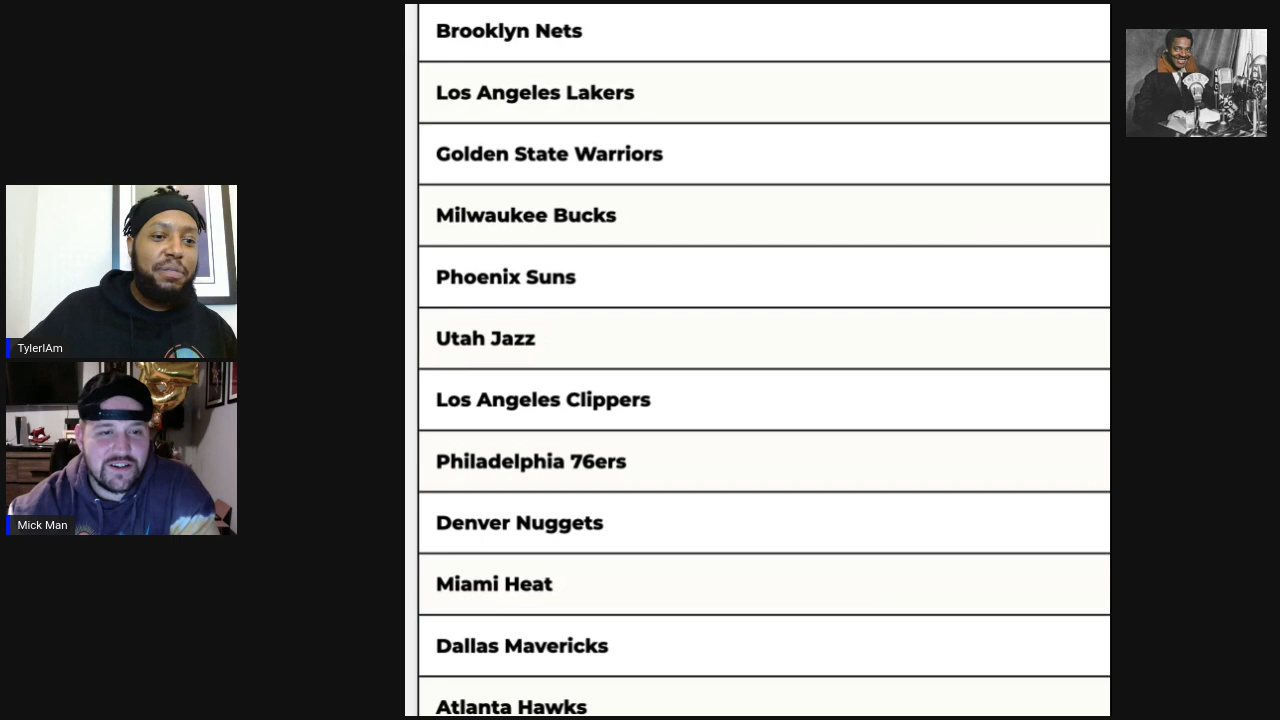 Brooklyn Nets
Los Angeles Lakers
Golden State Warriors
Milwaukee Bucks
Phoenix Suns
Utah Jazz
Los Angeles Clippers
Philadelphia 76ers
Denver Nuggets
Miami Heat
Dallas Mavericks
Atlanta Hawks
TylerIAm
Mick Man